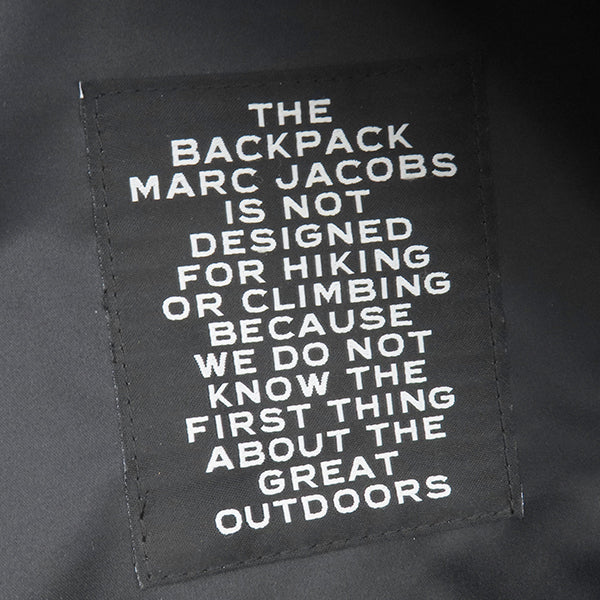 THE
BACKPACK
MARC JACOBS
IS NOT
DESIGNED
FOR HIKING
OR CLIMBING
BECAUSE
WE DO NOT
KNOW THE
FIRST THING
ABOUT THE
GREAT
OUTDOORS